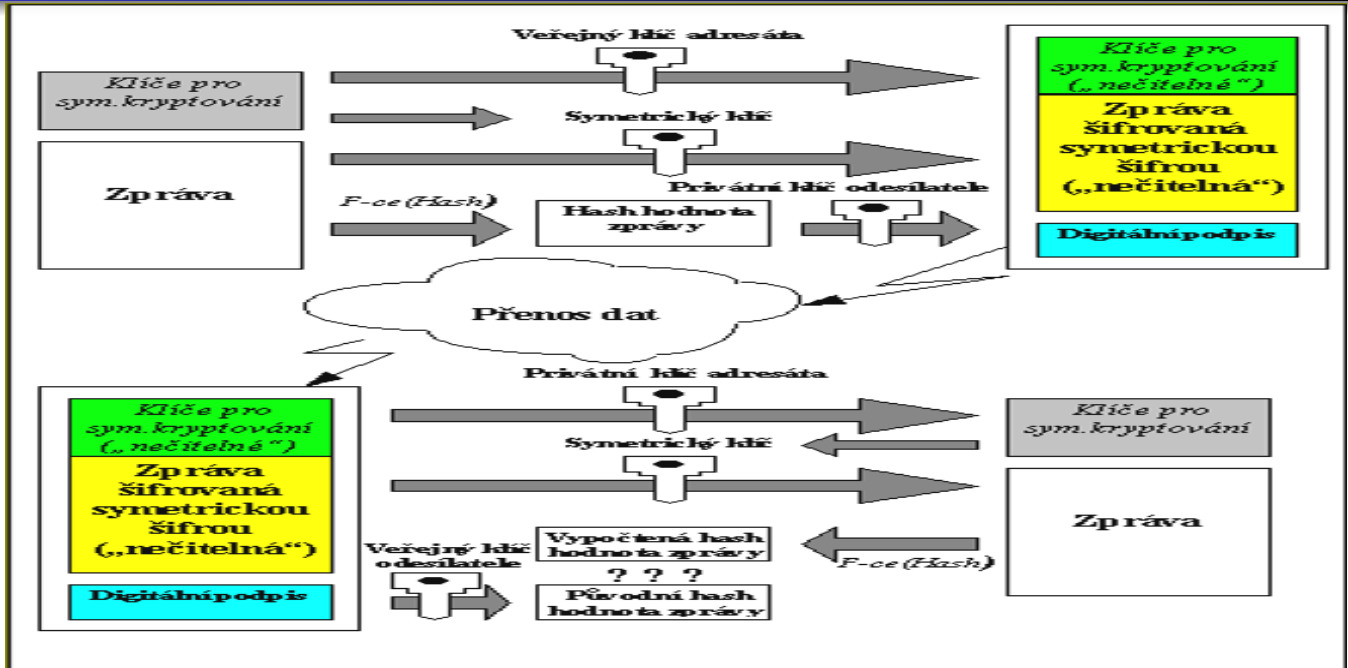 Veřejný klíč adresáta
Klíče pro
sym.kryptování
Symetrický klíč
Zpráva
F-ce(Hash)
Hash hodnota
zprávy
Privátní klíč odesílatele
Klíče pro
sym.kryptování
(„nečitelné“)
Zpráva
šifrovaná
symetrickou
šifrou
(„nečitelná“)
Digitální podpis
Přenos dat
Privátní klíč adresáta
Klíče pro
sym.kryptování
(„nečitelné“)
Zpráva
šifrovaná
symetrickou
šifrou
(„nečitelná“)
Digitální podpis
Symetrický klíč
Veřejný klíč
odesílatele
Vypočtená hash
hodnota zprávy
? ? ?
Původní hash
hodnota zprávy
F-ce(Hash)
Klíče pro
sym.kryptování
Zpráva